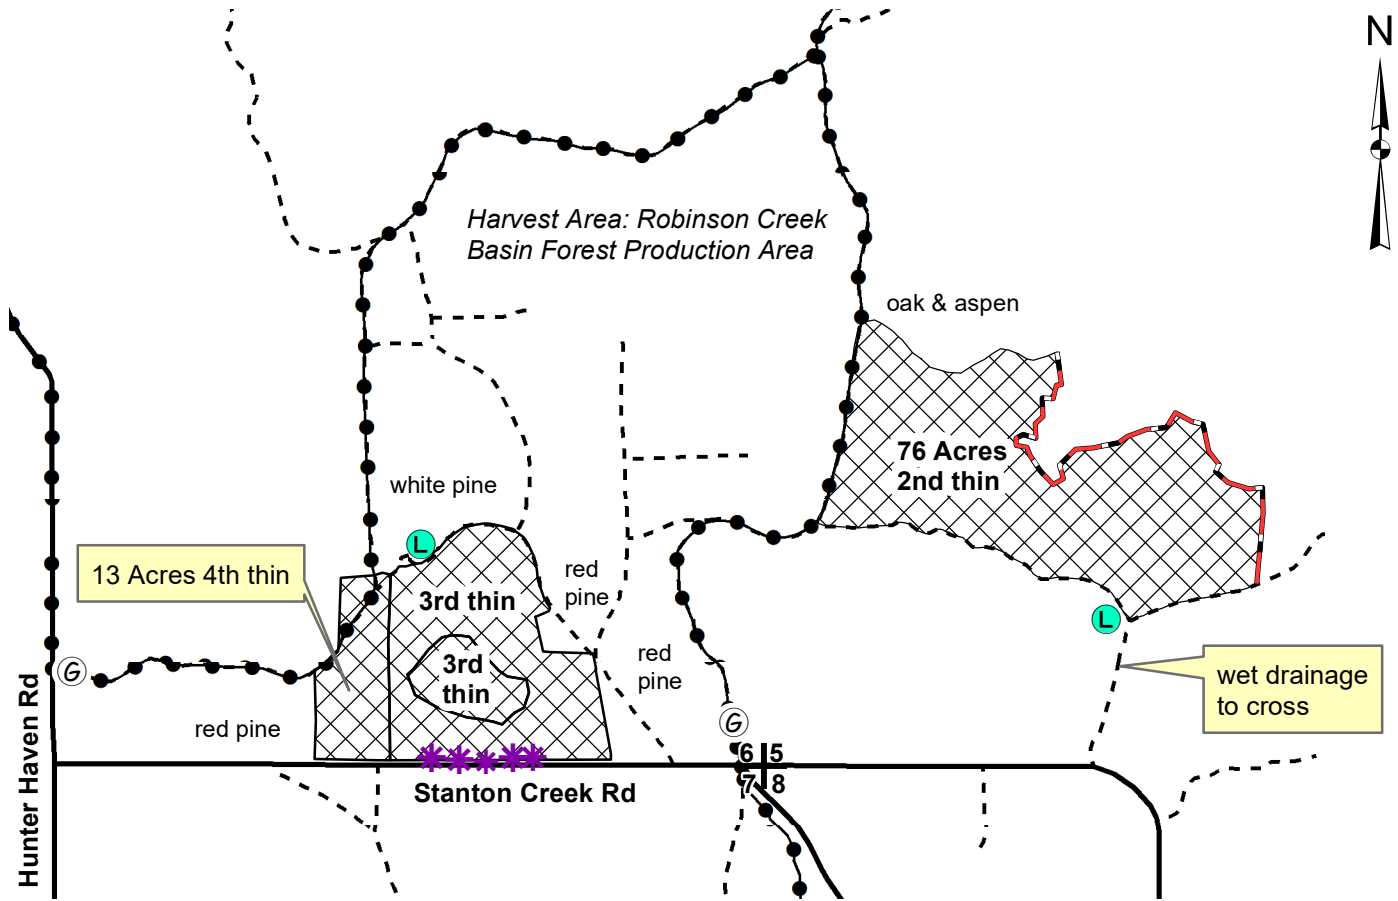 N
Harvest Area: Robinson Creek
Basin Forest Production Area
oak & aspen
76 Acres
2nd thin
white pine
L
13 Acres 4th thin
3rd thin
red
pine
L
3rd
thin
red
pine
G
wet drainage
to cross
red pine
G
6 5
7 8
Stanton Creek Rd
Hunter Haven Rd